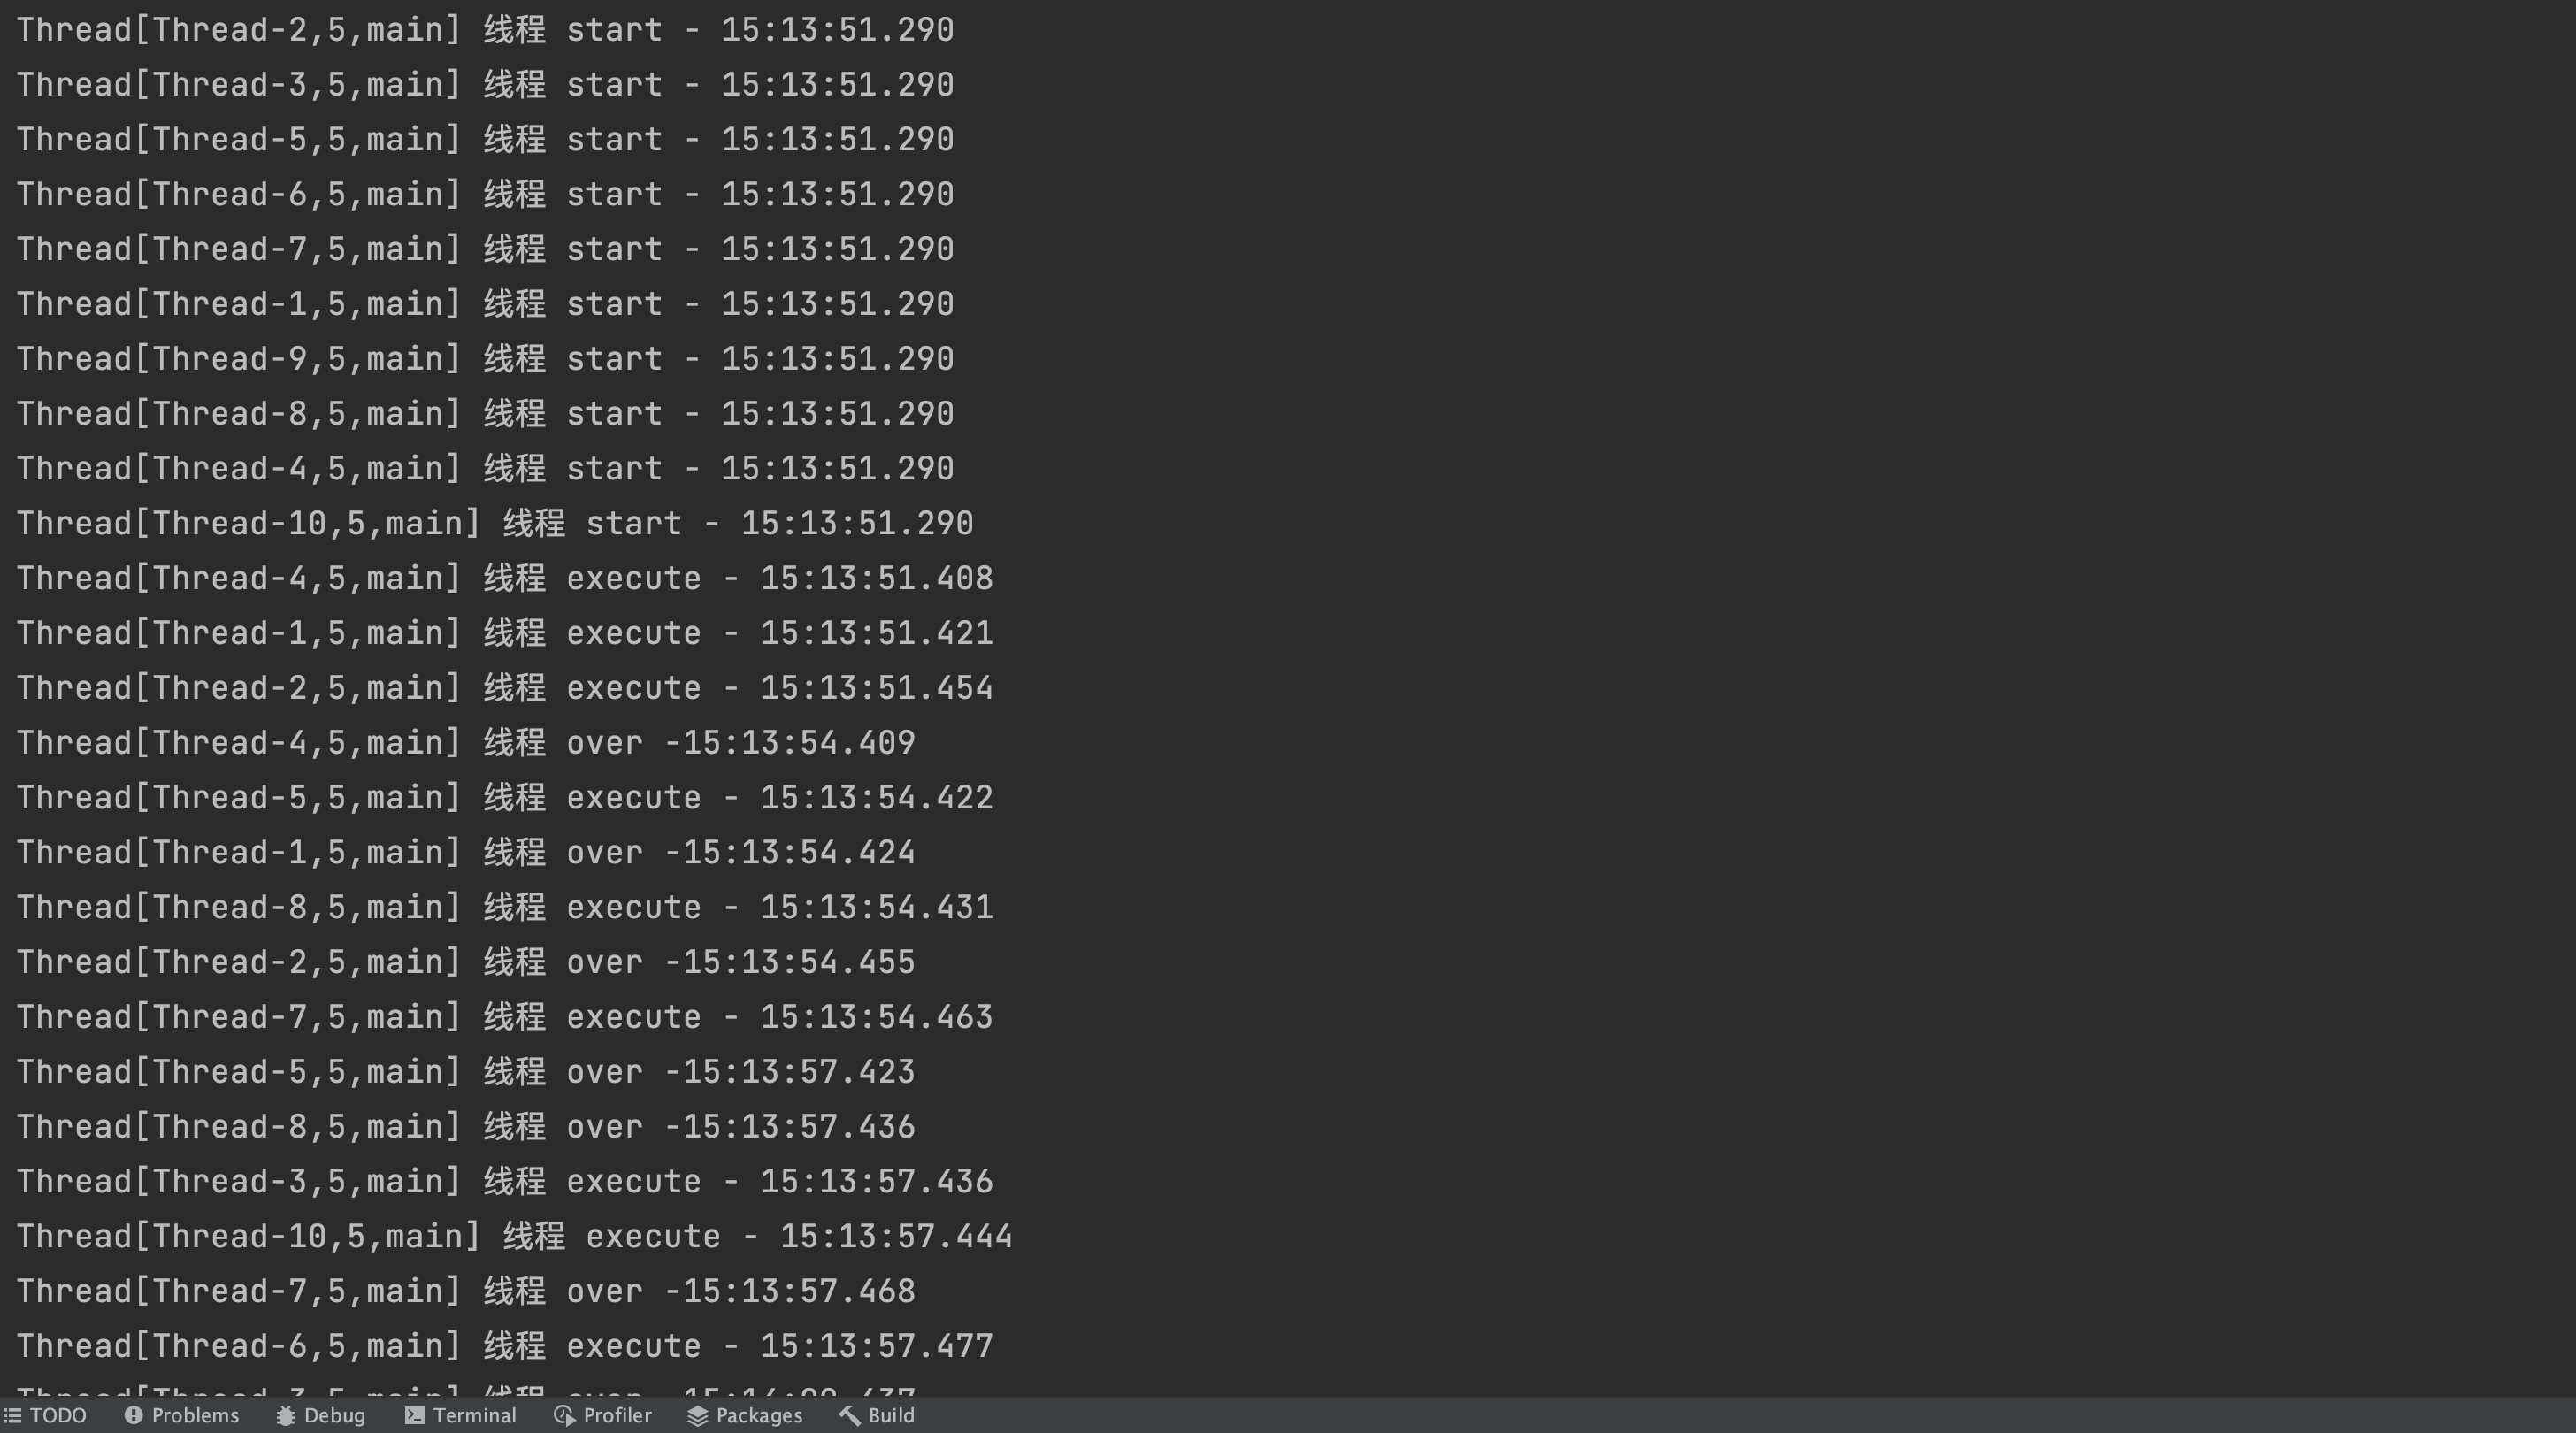 Thread[Thread-2,5,main] 线程 start - 15:13:51.290
Thread[Thread-3,5,main] 线程 start - 15:13:51.290
Thread[Thread-5,5,main] 线程 start - 15:13:51.290
Thread[Thread-6,5,main] 线程 start - 15:13:51.290
Thread[Thread-7,5,main] 线程 start - 15:13:51.290
Thread[Thread-1,5,main] 线程 start - 15:13:51.290
Thread[Thread-9,5,main] 线程 start - 15:13:51.290
Thread[Thread-8,5,main] 线程 start - 15:13:51.290
Thread[Thread-4,5,main] 线程 start - 15:13:51.290
Thread[Thread-10,5,main] 线程 start - 15:13:51.290
Thread[Thread-4,5,main] 线程 execute - 15:13:51.408
Thread[Thread-1,5,main] 线程 execute - 15:13:51.421
Thread[Thread-2,5,main] 线程 execute - 15:13:51.454
Thread[Thread-4,5,main] 线程 over -15:13:54.409
Thread[Thread-5,5,main] 线程 execute - 15:13:54.422
Thread[Thread-1,5,main] 线程 over -15:13:54.424
Thread[Thread-8,5,main] 线程 execute - 15:13:54.431
Thread[Thread-2,5,main] 线程 over -15:13:54.455
Thread[Thread-7,5,main] 线程 execute - 15:13:54.463
Thread[Thread-5,5,main] 线程 over -15:13:57.423
Thread[Thread-8,5,main] 线程 over -15:13:57.436
Thread[Thread-3,5,main] 线程 execute - 15:13:57.436
Thread[Thread-10,5,main] 线程 execute - 15:13:57.444
Thread[Thread-7,5,main] 线程 over -15:13:57.468
Thread[Thread-6,5,main] 线程 execute - 15:13:57.477
TODO Problems Debug Terminal Profiler Packages Build